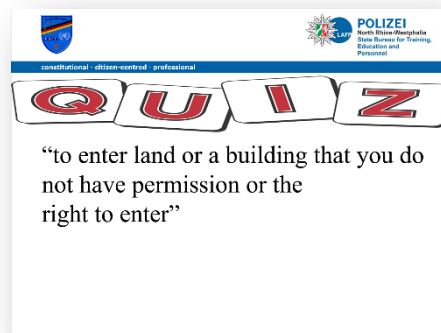 POLIZEI
North Rhine-Westphalia
State Bureau for Training,
Education and
Personnel
LAFP
constitutional · citizen-centred · professional
QUIZ
“to enter land or a building that you do
not have permission or the
right to enter”